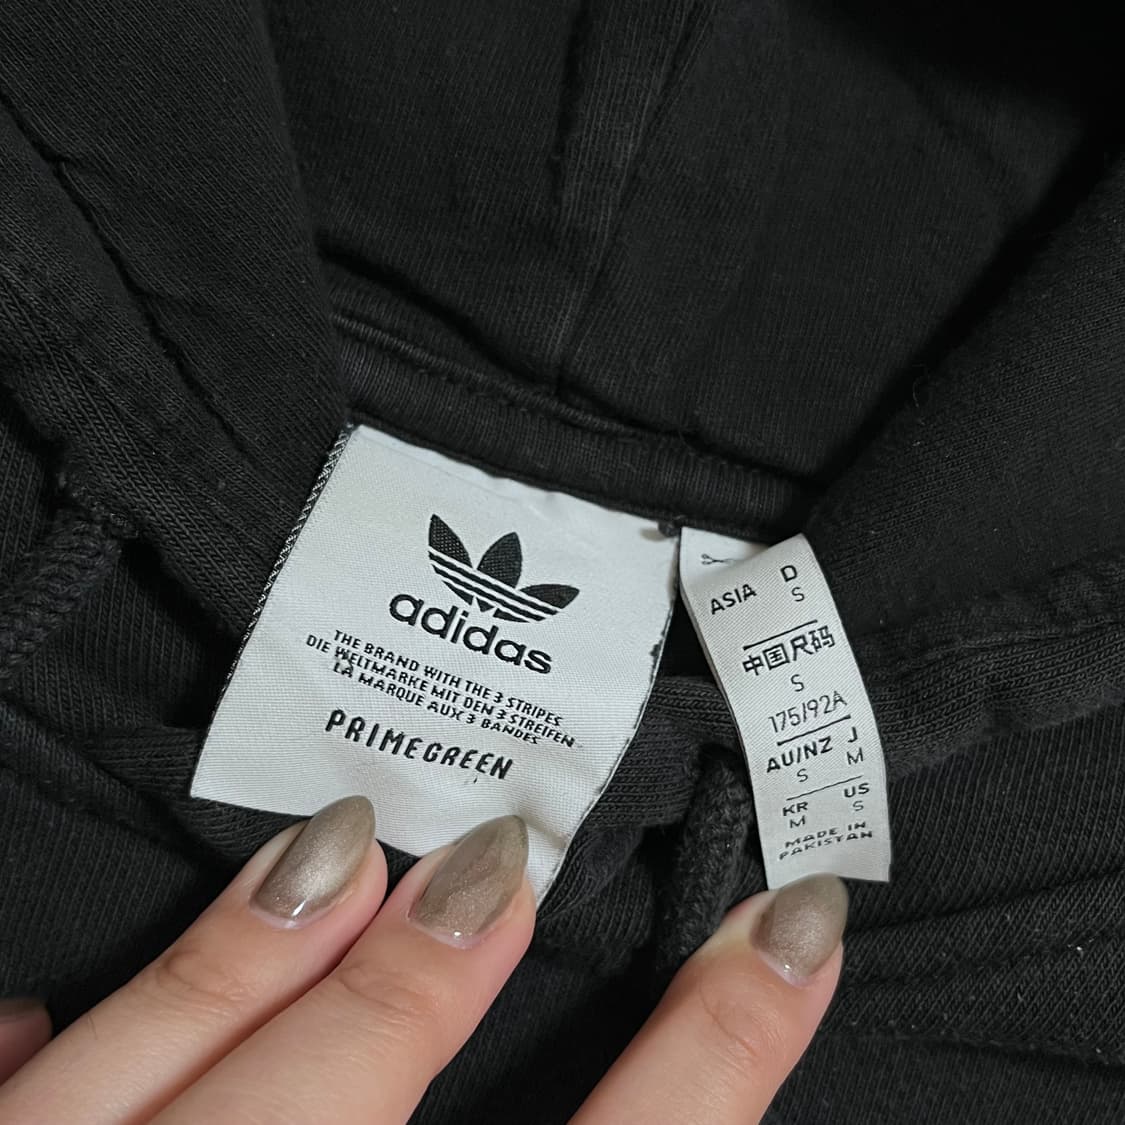 adidas
THE BRAND WITH THE 3 STRIPES
DIE WELTMARKE MIT DEN 3 STREIFEN
LA MARQUE AUX 3 BANDES
PRIMEGREEN
ASIA D
S
中国尺码
S
175/92A
AU/NZ J
S M
KR US
M S
MADE IN
PAKISTAN